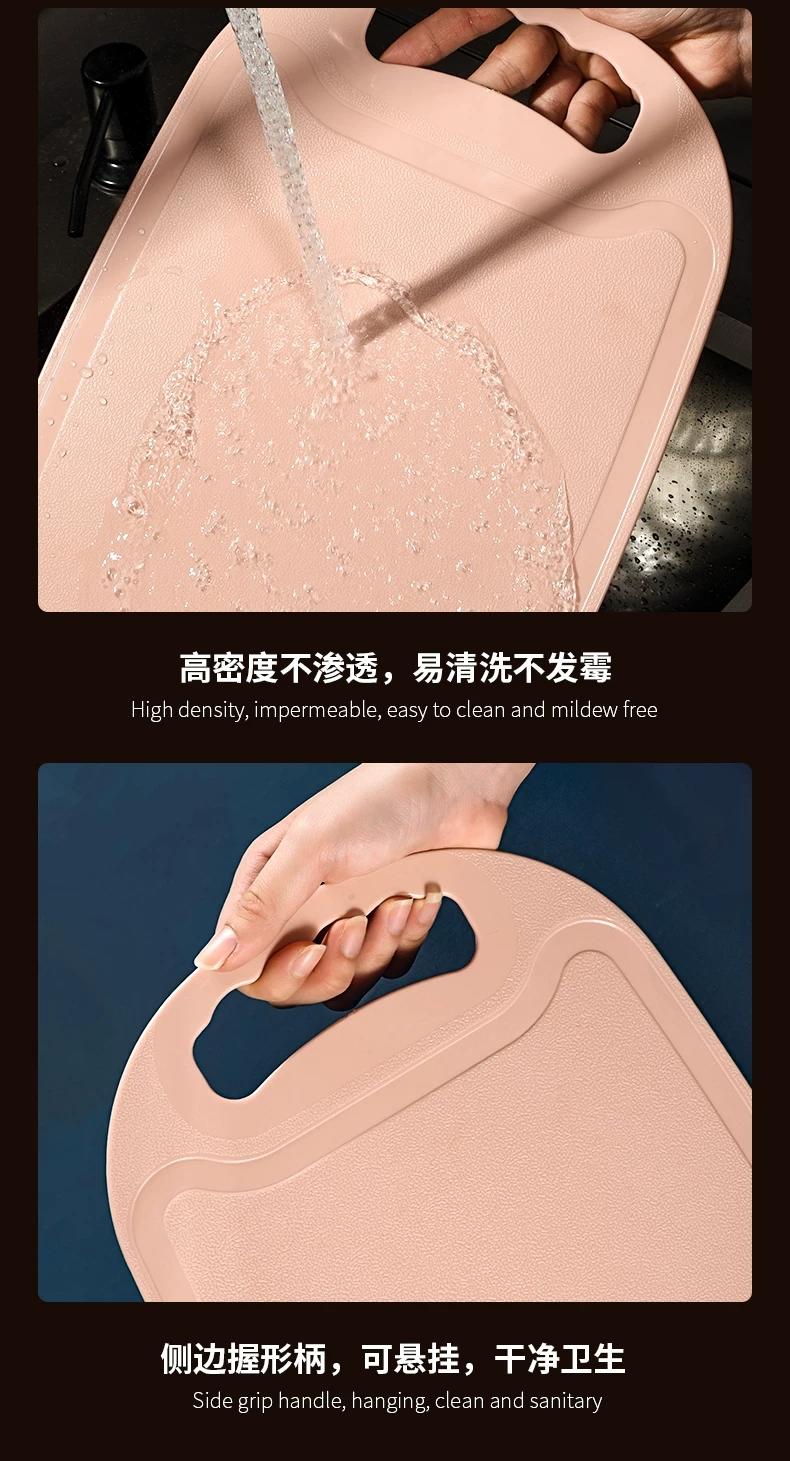 高密度不渗透，易清洗不发霉
High density, impermeable, easy to clean and mildew free
侧边握形柄，可悬挂，干净卫生
Side grip handle, hanging, clean and sanitary